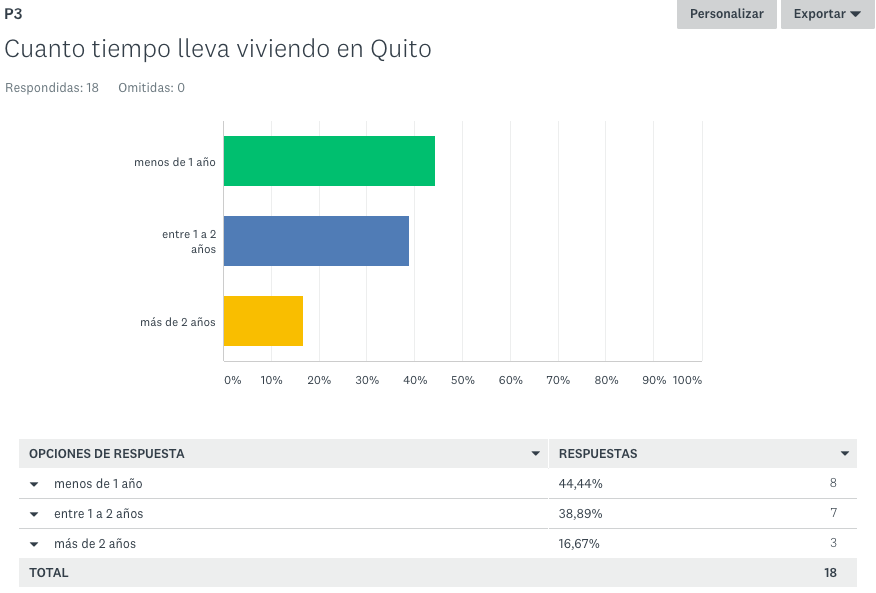 P3
Personalizar
Exportar
Cuanto tiempo lleva viviendo en Quito
Respondidas: 18 Omitidas: 0
menos de 1 año
entre 1 a 2
años
más de 2 años
0% 10% 20% 30% 40% 50% 60% 70% 80% 90% 100%
OPCIONES DE RESPUESTA RESPUESTAS
menos de 1 año 44,44% 8
entre 1 a 2 años 38,89% 7
más de 2 años 16,67% 3
TOTAL 18